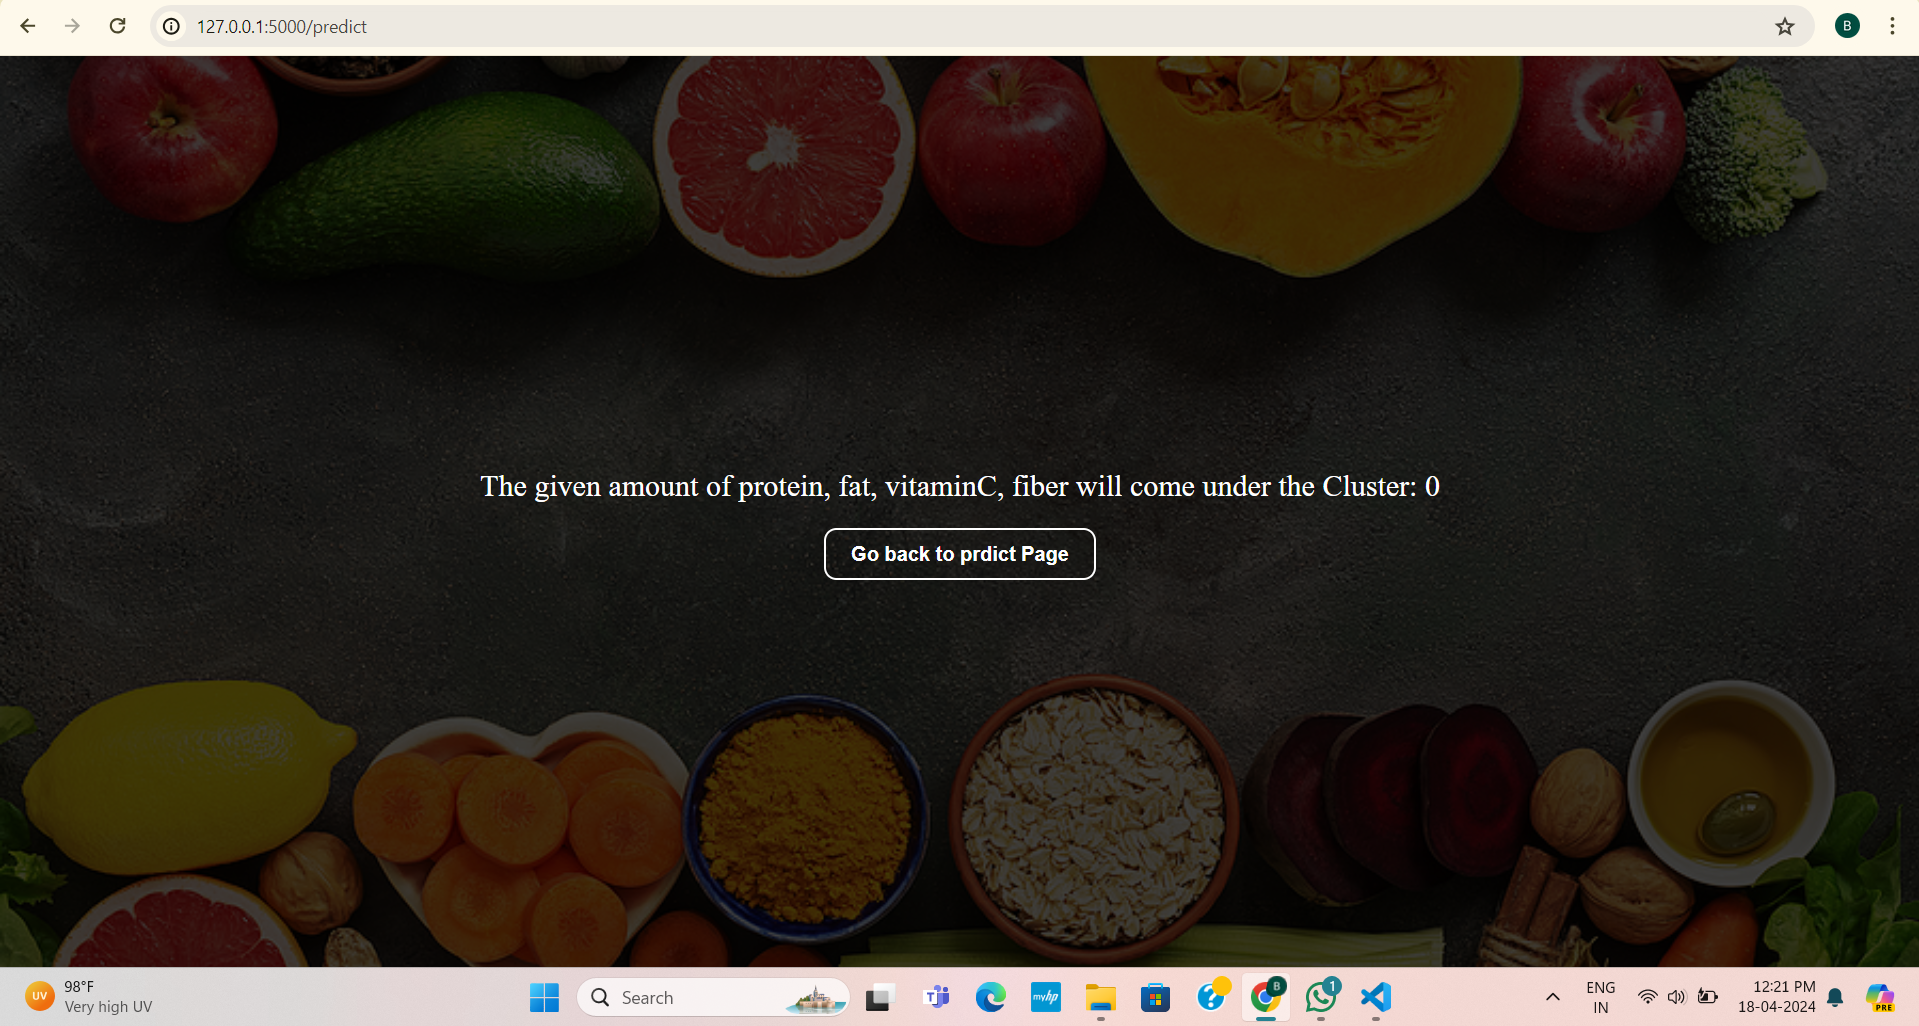 127.0.0.1:5000/predict
B
The given amount of protein, fat, vitaminC, fiber will come under the Cluster: 0
Go back to prdict Page
UV
98°F
Very high UV
Search
T
myhp
?
B
1
ENG
IN
12:21 PM
18-04-2024
PRE